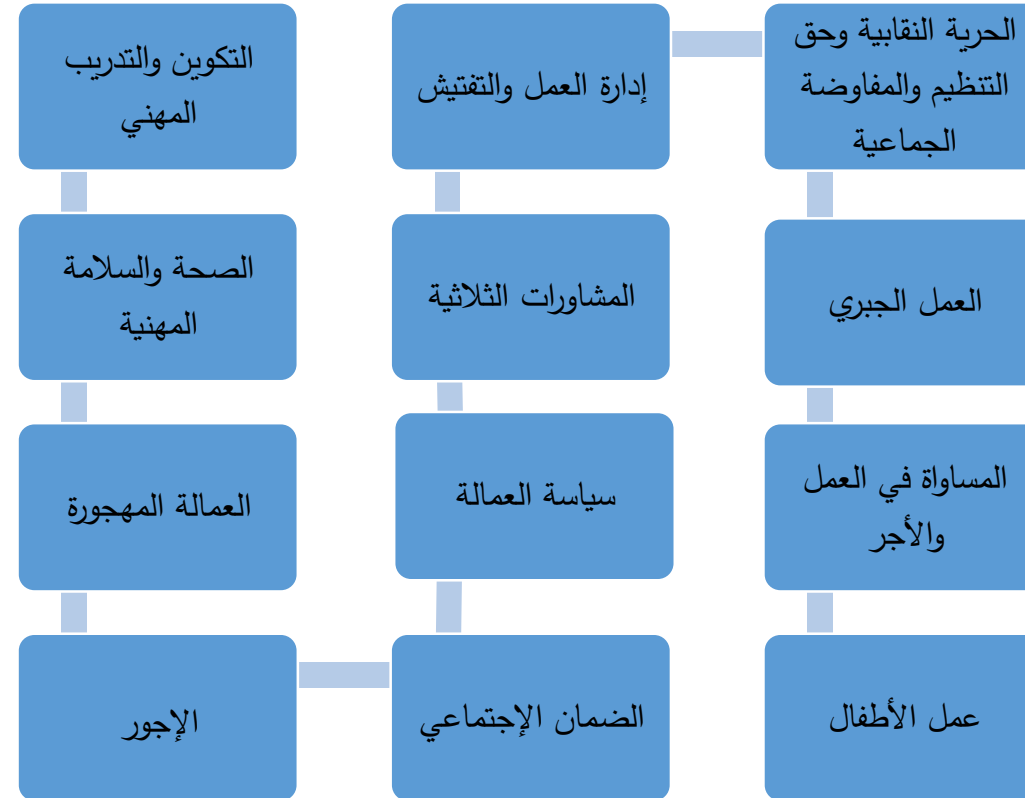 الحرية النقابية وحق
التنظيم والمفاوضة
الجماعية
العمل الجبري
المساواة في العمل
والأجر
عمل الأطفال
إدارة العمل والتفتيش
المشاورات الثلاثية
سياسة العمالة
الضمان الإجتماعي
التكوين والتدريب
المهني
الصحة والسلامة
المهنية
العمالة المهجورة
الإجور